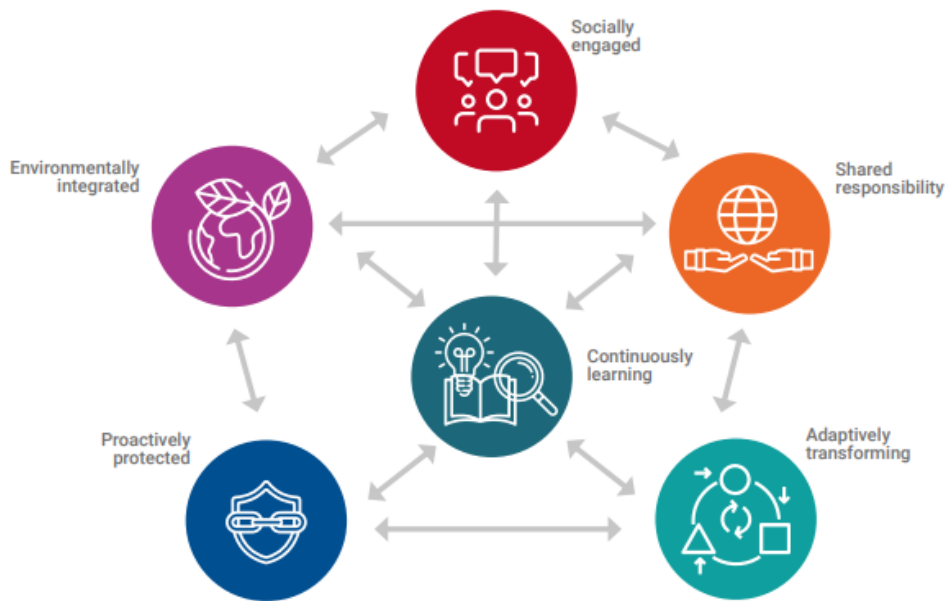 Socially
engaged
Environmentally
integrated
Shared
responsibility
Continuously
learning
Proactively
protected
Adaptively
transforming